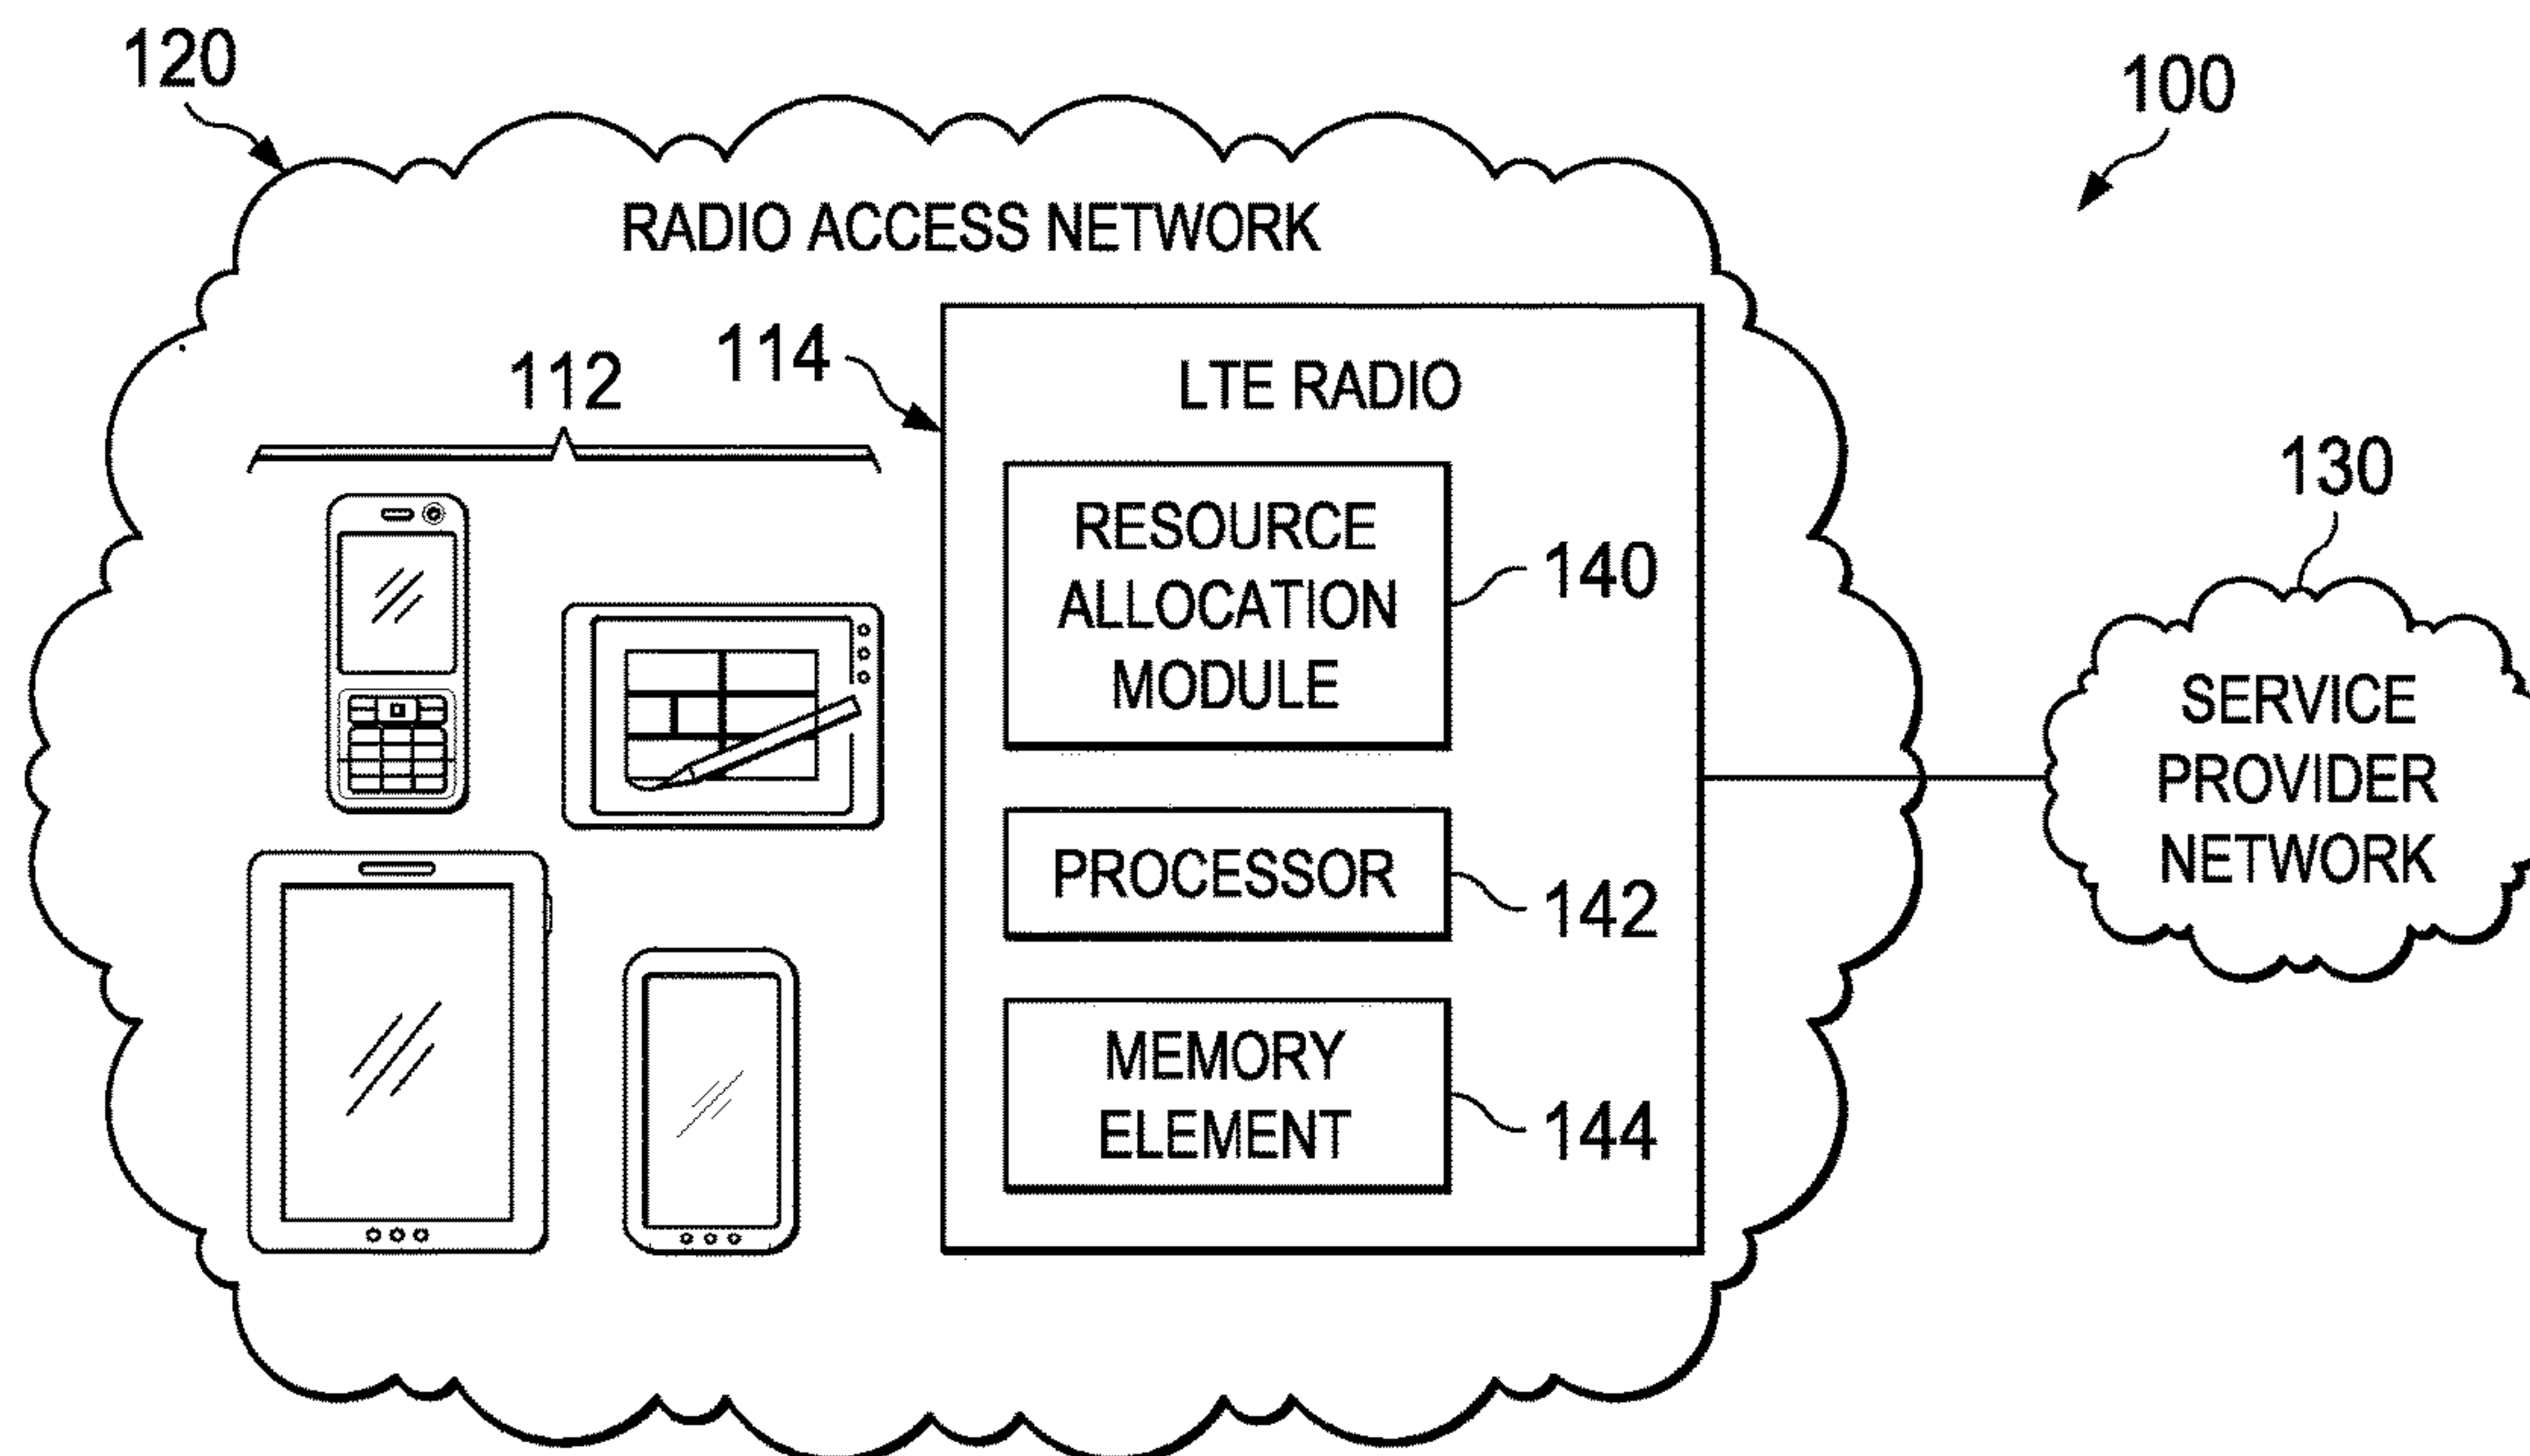 120
100
RADIO ACCESS NETWORK
112
114
LTE RADIO
RESOURCE
ALLOCATION
MODULE
140
PROCESSOR
142
MEMORY
ELEMENT
144
130
SERVICE
PROVIDER
NETWORK